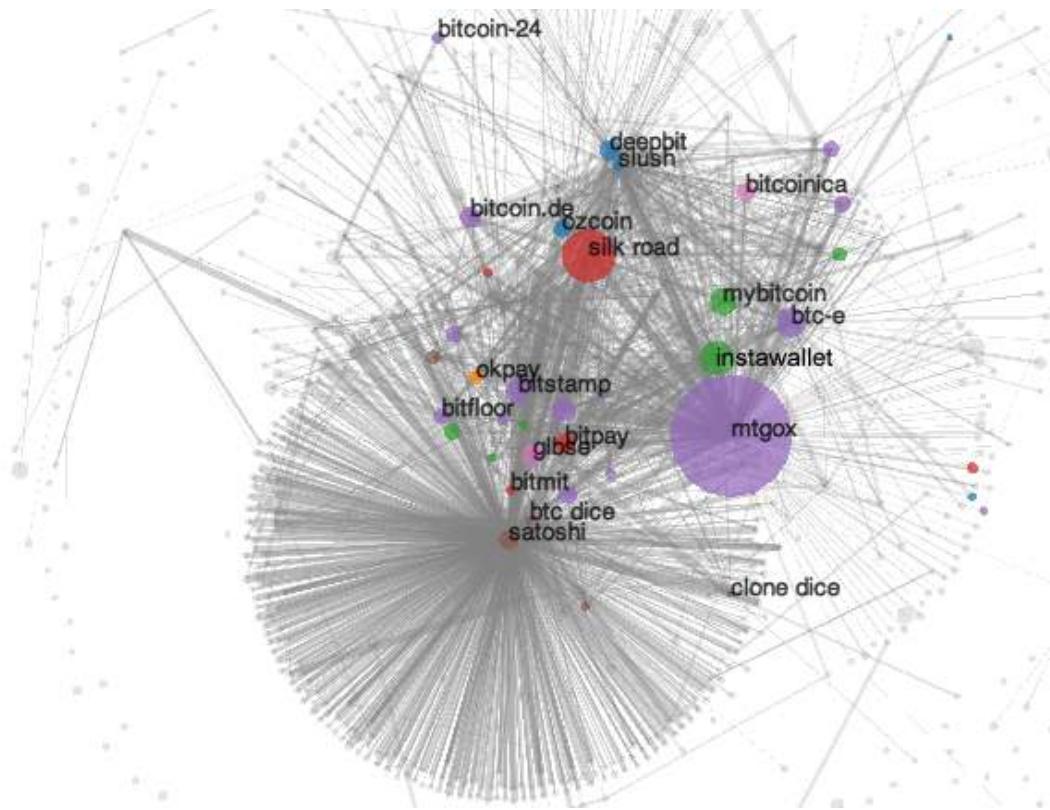 bitcoin-24
deepbit
slush
bitcoinica
bitcoin.de
ozcoin
silk road
mybitcoin
btc-e
instawallet
okpay
bitstamp
bitfloor
mtgox
bitpay
glbse
bitmit
btc dice
satoshi
clone dice